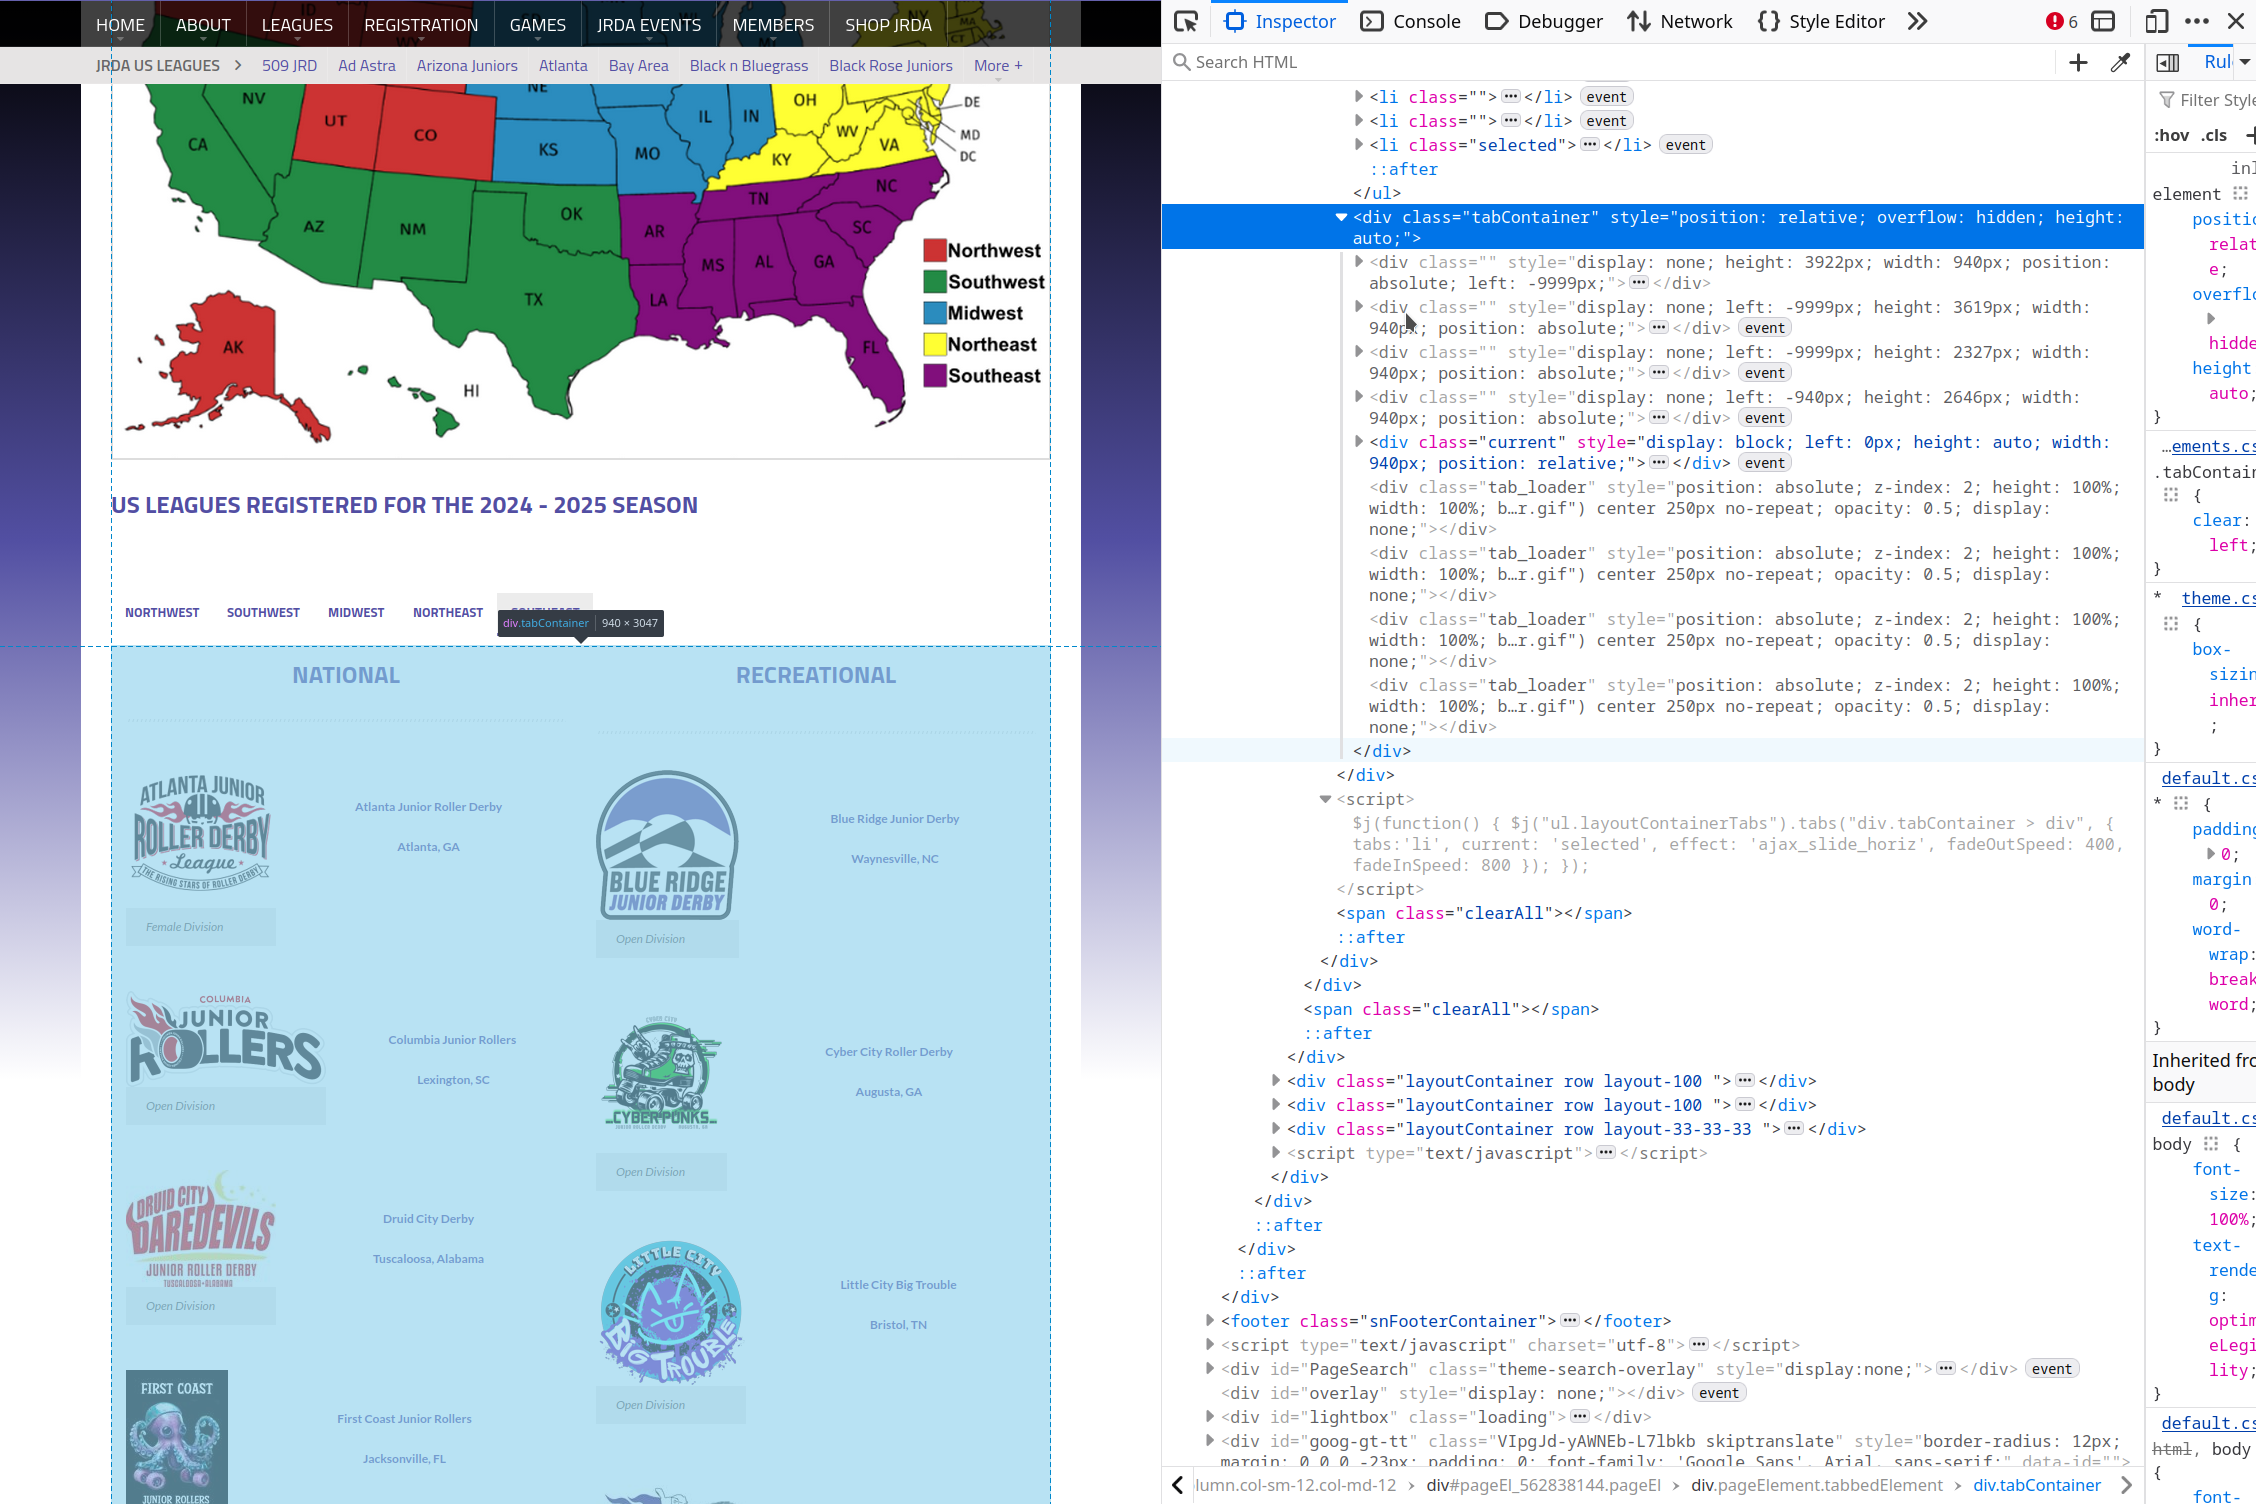 HOME ABOUT LEAGUES REGISTRATION GAMES JRDA EVENTS MEMBERS SHOP JRDA
JRDA US LEAGUES 509 JRD Ad Astra Arizona Juniors Atlanta Bay Area Black n Bluegrass Black Rose Juniors More +
NV UT CO NE KS MO IL IN OH WV VA KY DE MD DC
CA AZ NM OK AR TN NC SC MS AL GA LA TX FL AK HI
Northwest
Southwest
Midwest
Northeast
Southeast
US LEAGUES REGISTERED FOR THE 2024 - 2025 SEASON
NORTHWEST SOUTHWEST MIDWEST NORTHEAST SOUTHEAST
div.tabContainer 940 × 3047
NATIONAL
ATLANTA JUNIOR
ROLLER DERBY
League
THE RISING STARS OF ROLLER DERBY
Atlanta Junior Roller Derby
Atlanta, GA
Female Division
COLUMBIA
JUNIOR
ROLLERS
Columbia Junior Rollers
Lexington, SC
Open Division
DRUID CITY
DAREDEVILS
JUNIOR ROLLER DERBY
TUSCALOOSA•ALABAMA
Druid City Derby
Tuscaloosa, Alabama
Open Division
FIRST COAST
JUNIOR ROLLERS
First Coast Junior Rollers
Jacksonville, FL
RECREATIONAL
BLUE RIDGE
JUNIOR DERBY
Blue Ridge Junior Derby
Waynesville, NC
Open Division
CYBER CITY
CYBERPUNKS
Cyber City Roller Derby
Augusta, GA
Open Division
LITTLE CITY
BIG TROUBLE
Little City Big Trouble
Bristol, TN
Open Division
Inspector Console Debugger Network Style Editor 6
Search HTML
<li class=""></li> event
<li class=""></li> event
<li class="selected"></li> event
::after
</ul>
<div class="tabContainer" style="position: relative; overflow: hidden; height:
auto;">
<div class="" style="display: none; height: 3922px; width: 940px; position:
absolute; left: -9999px;"></div>
<div class="" style="display: none; left: -9999px; height: 3619px; width:
940px; position: absolute;"></div> event
<div class="" style="display: none; left: -9999px; height: 2327px; width:
940px; position: absolute;"></div> event
<div class="" style="display: none; left: -940px; height: 2646px; width:
940px; position: absolute;"></div> event
<div class="current" style="display: block; left: 0px; height: auto; width:
940px; position: relative;"></div> event
<div class="tab_loader" style="position: absolute; z-index: 2; height: 100%;
width: 100%; b…r.gif") center 250px no-repeat; opacity: 0.5; display:
none;"></div>
<div class="tab_loader" style="position: absolute; z-index: 2; height: 100%;
width: 100%; b…r.gif") center 250px no-repeat; opacity: 0.5; display:
none;"></div>
<div class="tab_loader" style="position: absolute; z-index: 2; height: 100%;
width: 100%; b…r.gif") center 250px no-repeat; opacity: 0.5; display:
none;"></div>
<div class="tab_loader" style="position: absolute; z-index: 2; height: 100%;
width: 100%; b…r.gif") center 250px no-repeat; opacity: 0.5; display:
none;"></div>
</div>
</div>
<script>
$j(function() { $j("ul.layoutContainerTabs").tabs("div.tabContainer > div", {
tabs:'li', current: 'selected', effect: 'ajax_slide_horiz', fadeOutSpeed: 400,
fadeInSpeed: 800 }); });
</script>
<span class="clearAll"></span>
::after
</div>
</div>
<span class="clearAll"></span>
::after
</div>
<div class="layoutContainer row layout-100 "></div>
<div class="layoutContainer row layout-100 "></div>
<div class="layoutContainer row layout-33-33-33 "></div>
<script type="text/javascript"></script>
</div>
</div>
::after
</div>
::after
</div>
<footer class="snFooterContainer"></footer>
<script type="text/javascript" charset="utf-8"></script>
<div id="PageSearch" class="theme-search-overlay" style="display:none;"></div> event
<div id="overlay" style="display: none;"></div> event
<div id="lightbox" class="loading"></div>
<div id="goog-gt-tt" class="VIpgJd-yAWNEb-L7lbkb skiptranslate" style="border-radius: 12px;
margin: 0 0 0 -23px; padding: 0; font-family: 'Google Sans', Arial, sans-serif;" data-id="">
lumn.col-sm-12.col-md-12 > div#pageEl_562838144.pageEl > div.pageElement.tabbedElement > div.tabContainer
Rul
Filter Style
:hov .cls +
inl
element {
positio
relat
e;
overflo
hidde
height
auto;
}
…ements.cs
.tabContain
{
clear:
left;
}
* theme.cs
{
box-
sizin
inher
;
}
default.cs
* {
padding
0;
margin
0;
word-
wrap:
break
word;
}
Inherited fro
body
default.cs
body {
font-
size:
100%;
text-
rende
g:
optim
eLegi
lity;
}
default.cs
html, body
{
font-